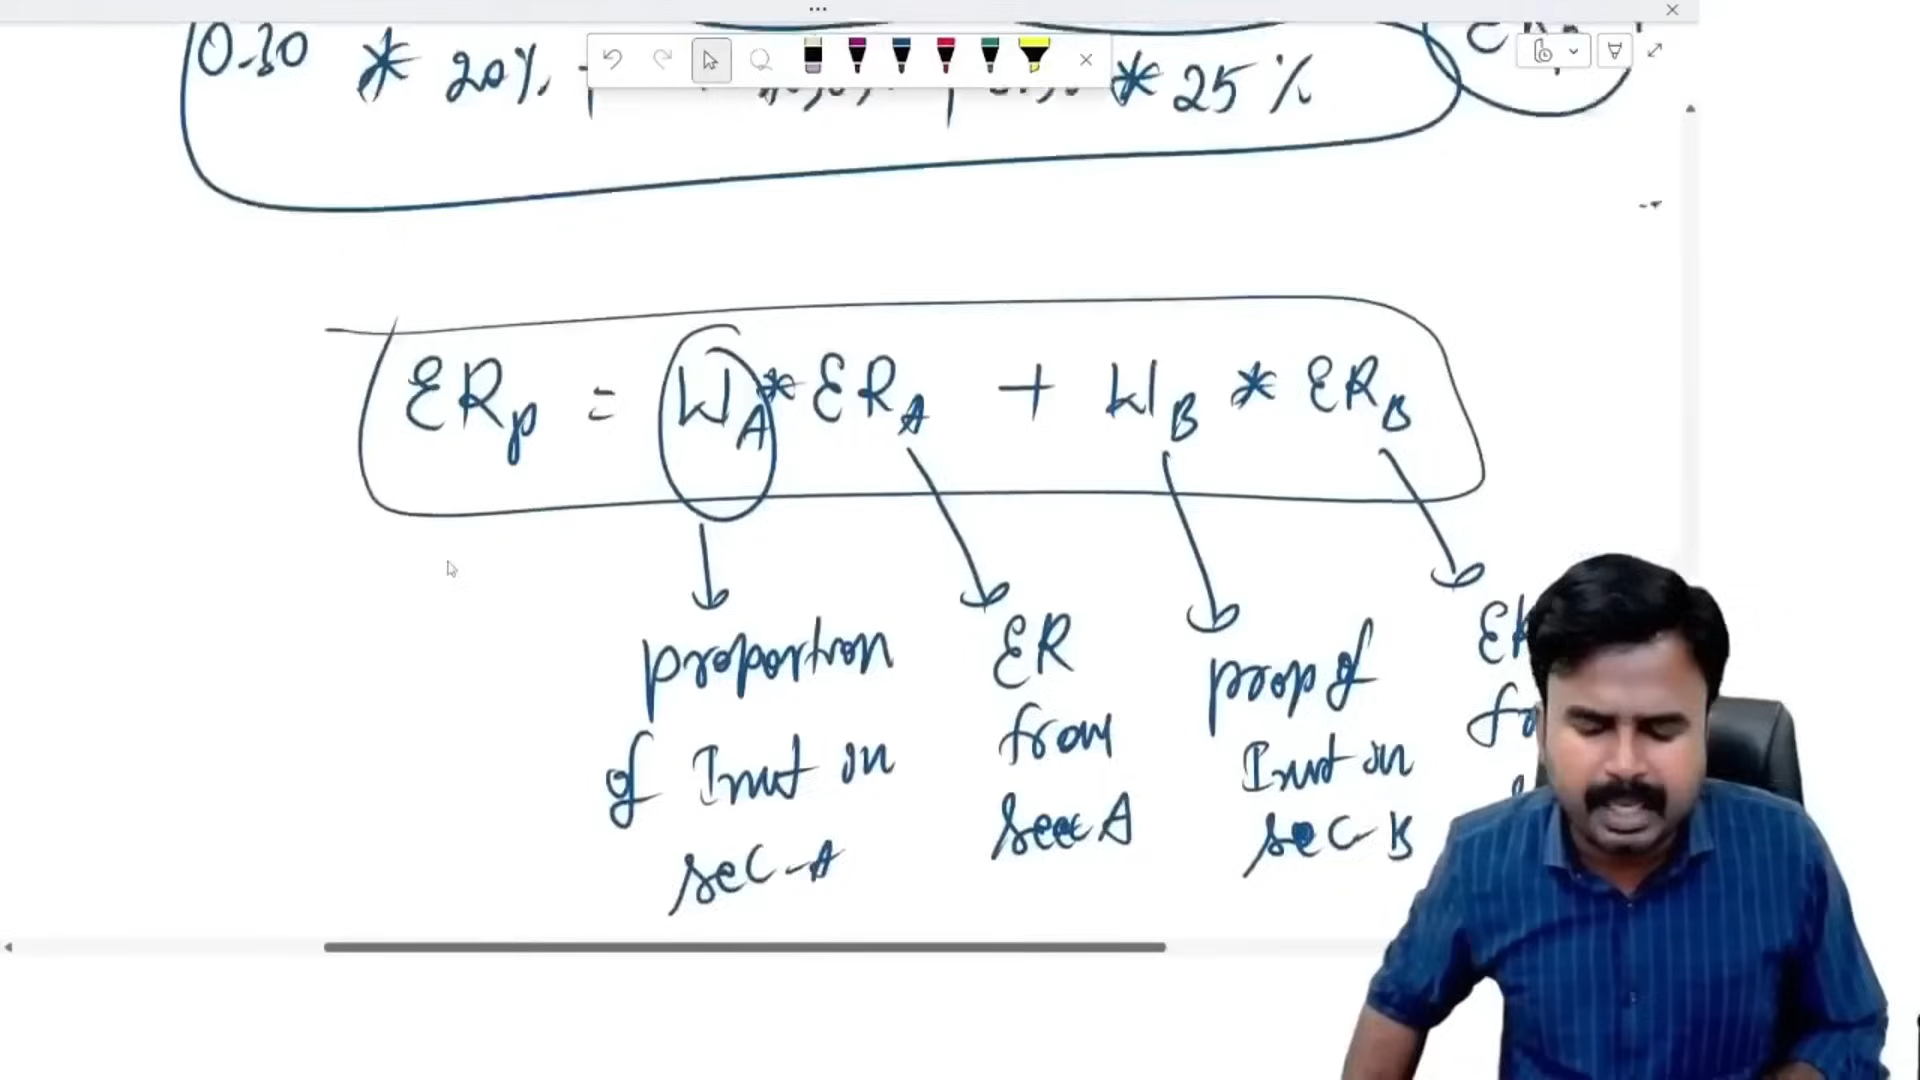 0.30 * 20% + * 25%
ERp = WA * ERA + WB * ERB
proportion
of Invt in
sec-A
ER
from
sec A
prop of
Invt in
sec-B
ER